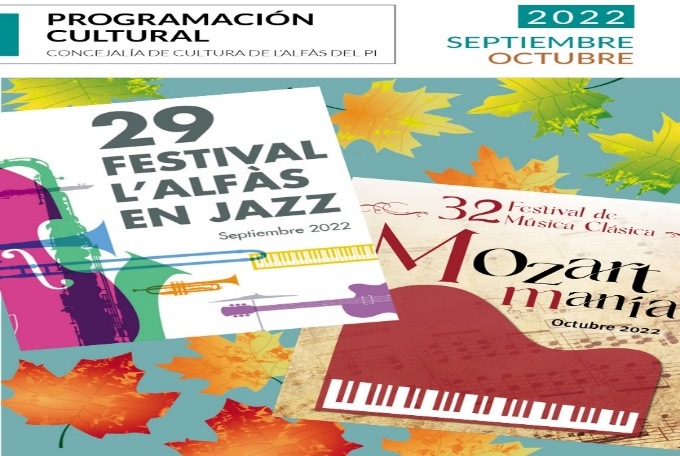 PROGRAMACIÓN
CULTURAL
CONCEJALÍA DE CULTURA DE L'ALFÀS DEL PI
2022
SEPTIEMBRE
OCTUBRE
29
FESTIVAL
L'ALFÀS
EN JAZZ
Septiembre 2022
32 Festival de
Música Clásica
Mozart
manía
Octubre 2022